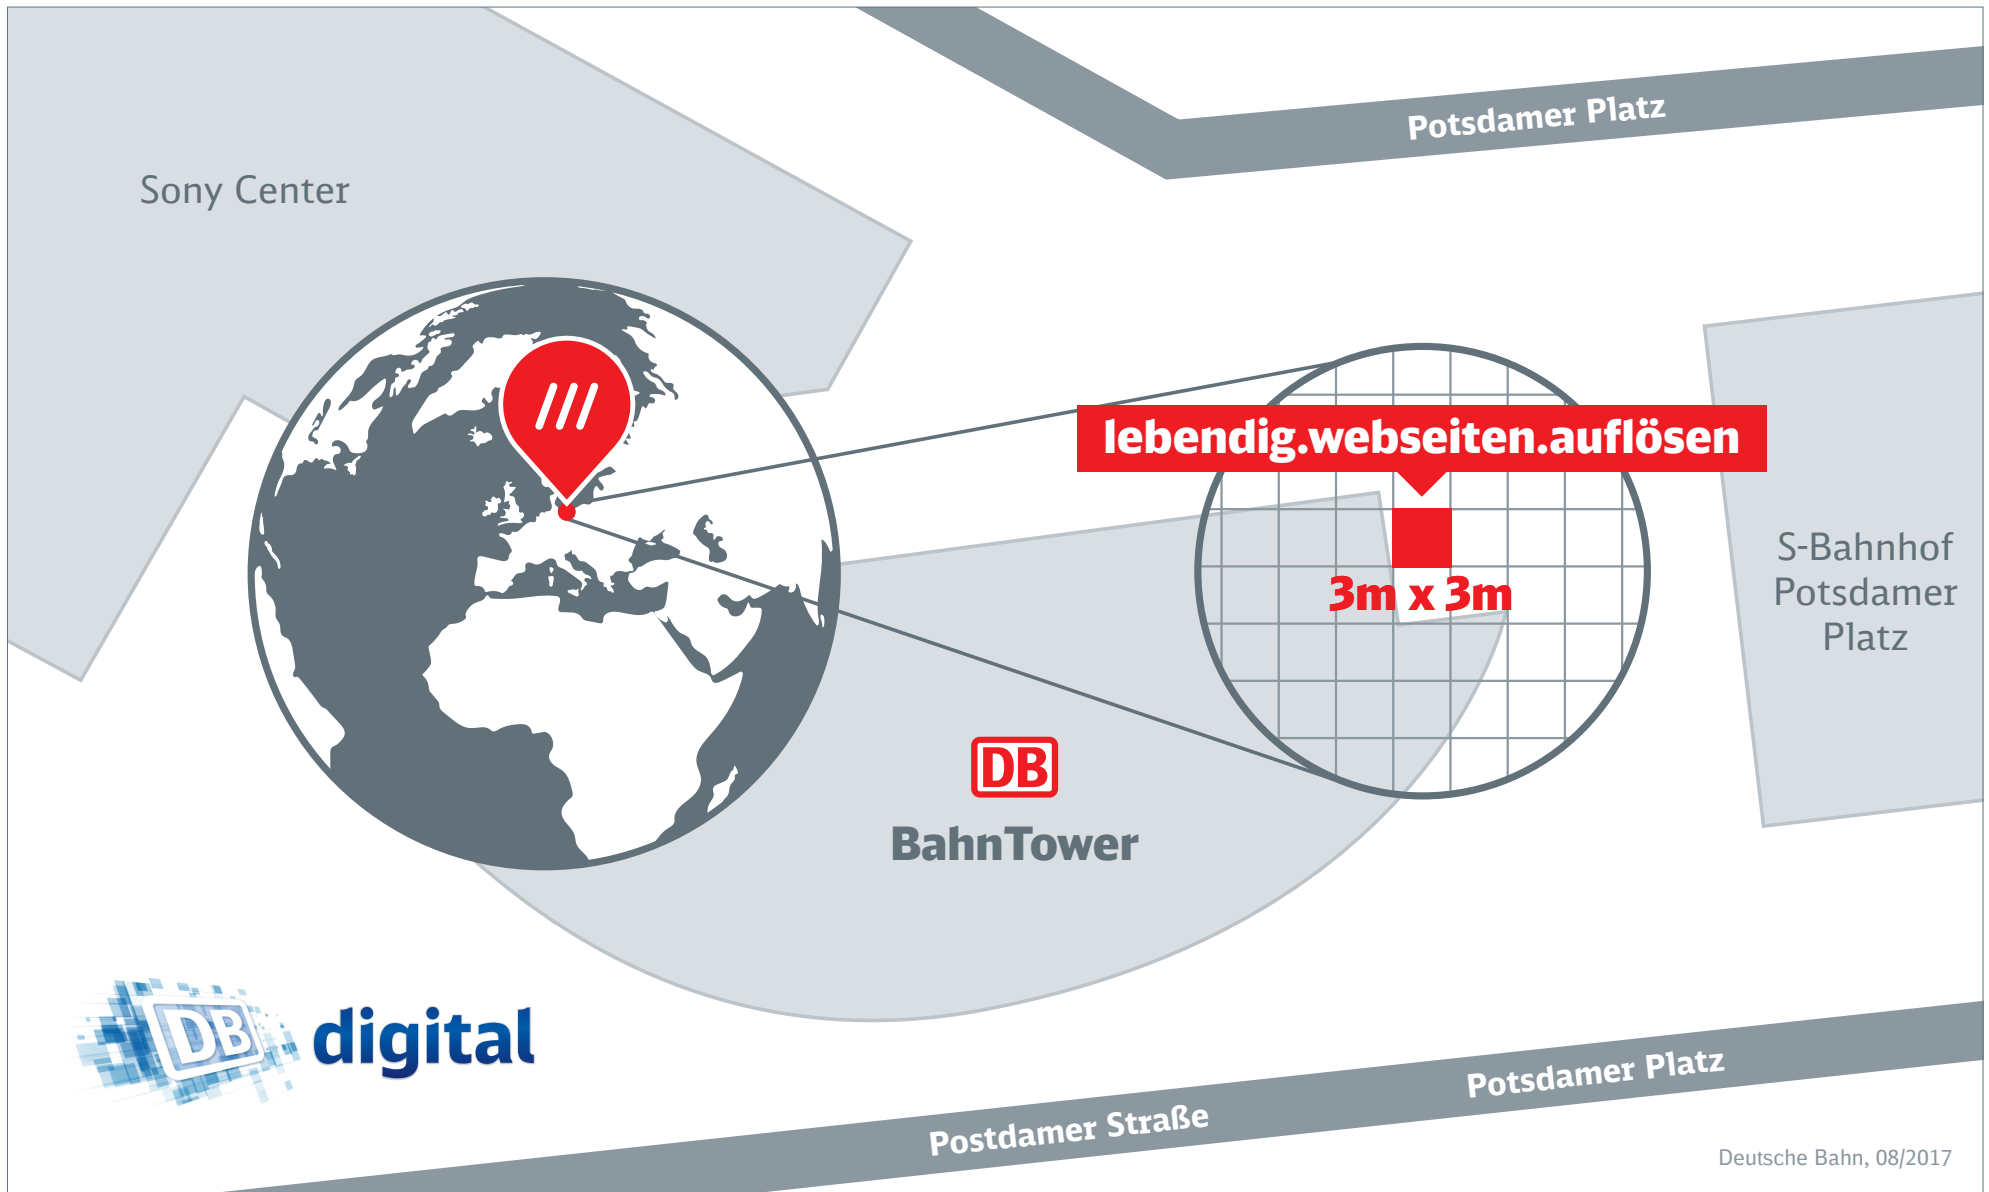 Potsdamer Platz
Sony Center
lebendig.webseiten.auflösen
3m x 3m
S-Bahnhof
Potsdamer
Platz
DB
BahnTower
DB digital
Potsdamer Platz
Postdamer Straße
Deutsche Bahn, 08/2017